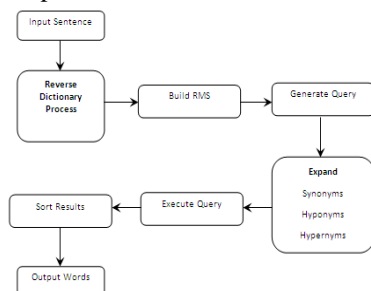 Input Sentence
Reverse
Dictionary
Process
Build RMS
Generate Query
Expand
Synonyms
Hyponyms
Hypernyms
Execute Query
Sort Results
Output Words